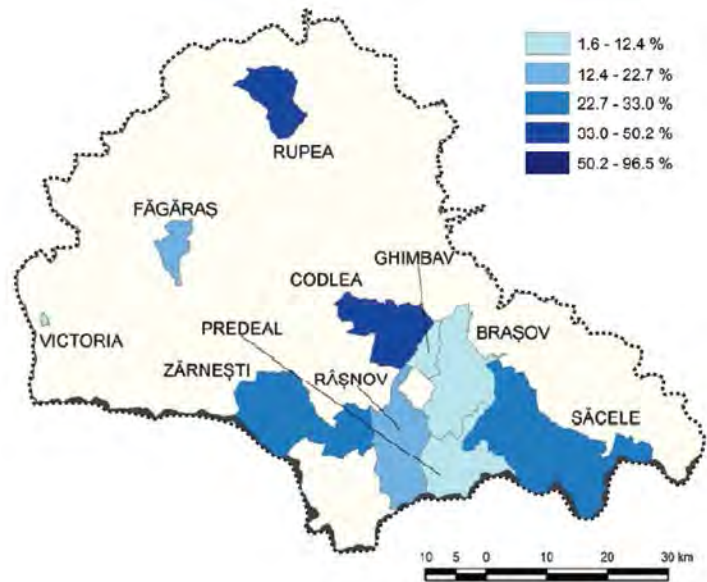 1.6 - 12.4 %
12.4 - 22.7 %
22.7 - 33.0 %
33.0 - 50.2 %
50.2 - 96.5 %
RUPEA
FĂGĂRAȘ
GHIMBAV
CODLEA
PREDEAL
BRAȘOV
VICTORIA
ZĂRNEȘTI
RÂȘNOV
SĂCELE
10 5 0 10 20 30 km